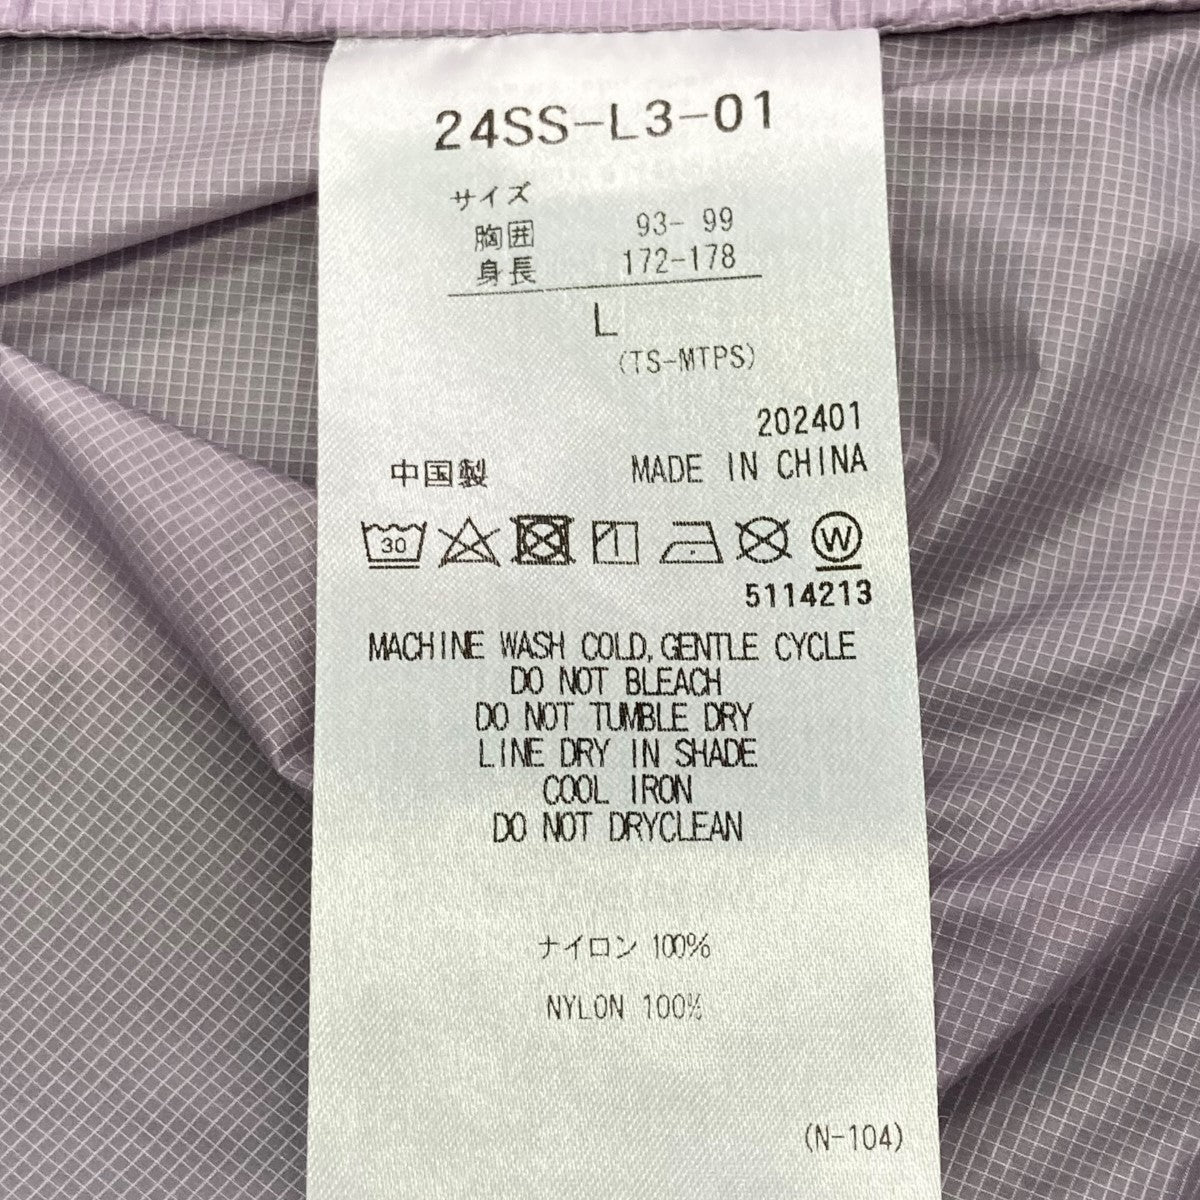 24SS-L3-01
サイズ
胸囲 93- 99
身長 172-178
L
(TS-MTPS)
202401
中国製 MADE IN CHINA
30 W
5114213
MACHINE WASH COLD,GENTLE CYCLE
DO NOT BLEACH
DO NOT TUMBLE DRY
LINE DRY IN SHADE
COOL IRON
DO NOT DRYCLEAN
ナイロン 100%
NYLON 100%
(N-104)